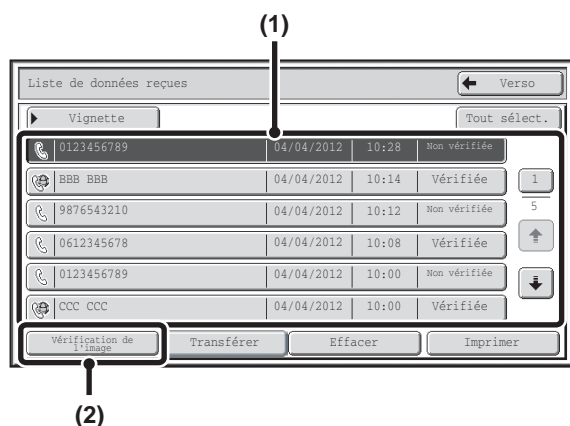 (1)
Liste de données reçues
Verso
Vignette
Tout sélect.
0123456789 04/04/2012 10:28 Non vérifiée
BBB BBB 04/04/2012 10:14 Vérifiée
1
9876543210 04/04/2012 10:12 Non vérifiée
5
0612345678 04/04/2012 10:08 Vérifiée
0123456789 04/04/2012 10:00 Non vérifiée
CCC CCC 04/04/2012 10:00 Vérifiée
Vérification de
l'image
Transférer
Effacer
Imprimer
(2)